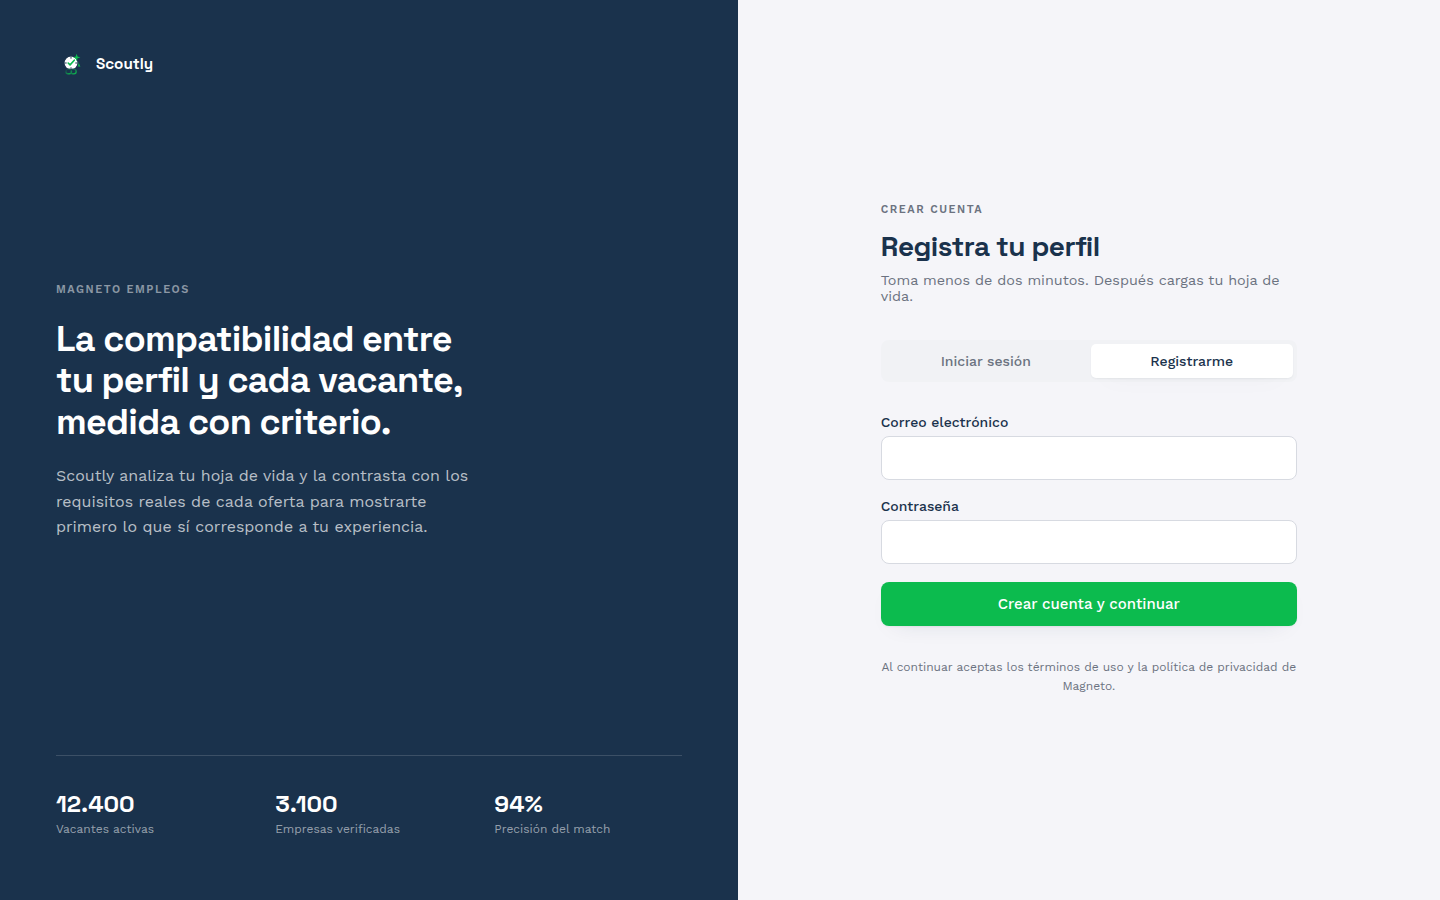 Scoutly
MAGNETO EMPLEOS
La compatibilidad entre
tu perfil y cada vacante,
medida con criterio.
Scoutly analiza tu hoja de vida y la contrasta con los
requisitos reales de cada oferta para mostrarte
primero lo que sí corresponde a tu experiencia.
12.400
Vacantes activas
3.100
Empresas verificadas
94%
Precisión del match
CREAR CUENTA
Registra tu perfil
Toma menos de dos minutos. Después cargas tu hoja de
vida.
Iniciar sesión
Registrarme
Correo electrónico
Contraseña
Crear cuenta y continuar
Al continuar aceptas los términos de uso y la política de privacidad de
Magneto.